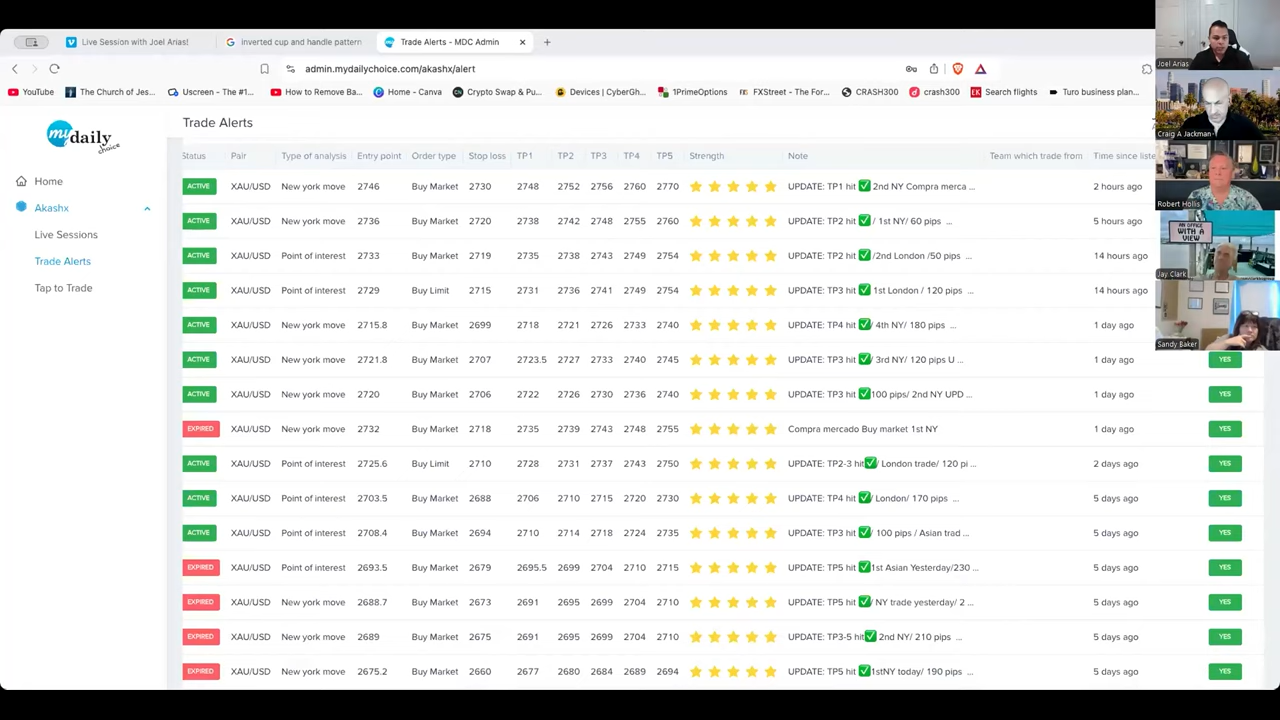 Live Session with Joel Arias!
inverted cup and handle pattern
Trade Alerts - MDC Admin
admin.mydailychoice.com/akashx/alert
YouTube
The Church of Jes...
Uscreen - The #1...
How to Remove Ba...
Home - Canva
Crypto Swap & Pu...
Devices | CyberGh...
1PrimeOptions
FXStreet - The For...
CRASH300
crash300
Search flights
Turo business plan,...
my daily choice
Home
Akashx
Live Sessions
Trade Alerts
Tap to Trade
Trade Alerts
Status Pair Type of analysis Entry point Order type Stop loss TP1 TP2 TP3 TP4 TP5 Strength Note Team which trade from Time since liste
ACTIVE XAU/USD New york move 2746 Buy Market 2730 2748 2752 2756 2760 2770 UPDATE: TP1 hit ✅ 2nd NY Compra merca ... 2 hours ago
ACTIVE XAU/USD New york move 2736 Buy Market 2720 2738 2742 2748 2755 2760 UPDATE: TP2 hit ✅ / 1st NY/ 60 pips ... 5 hours ago
ACTIVE XAU/USD Point of interest 2733 Buy Market 2719 2735 2738 2743 2749 2754 UPDATE: TP2 hit ✅ /2nd London /50 pips ... 14 hours ago
ACTIVE XAU/USD Point of interest 2729 Buy Limit 2715 2731 2736 2741 2749 2754 UPDATE: TP3 hit ✅ 1st London / 120 pips ... 14 hours ago
ACTIVE XAU/USD New york move 2715.8 Buy Market 2699 2718 2721 2726 2733 2740 UPDATE: TP4 hit ✅/ 4th NY/ 180 pips ... 1 day ago
ACTIVE XAU/USD New york move 2721.8 Buy Market 2707 2723.5 2727 2733 2740 2745 UPDATE: TP3 hit ✅/ 3rd NY/ 120 pips U ... 1 day ago YES
ACTIVE XAU/USD New york move 2720 Buy Market 2706 2722 2726 2730 2736 2740 UPDATE: TP3 hit ✅100 pips/ 2nd NY UPD ... 1 day ago YES
EXPIRED XAU/USD New york move 2732 Buy Market 2718 2735 2739 2743 2748 2755 Compra mercado Buy market 1st NY 1 day ago YES
ACTIVE XAU/USD Point of interest 2725.6 Buy Limit 2710 2728 2731 2737 2743 2750 UPDATE: TP2-3 hit✅/ London trade/ 120 pi ... 2 days ago YES
ACTIVE XAU/USD Point of interest 2703.5 Buy Market 2688 2706 2710 2715 2720 2730 UPDATE: TP4 hit ✅/ London/ 170 pips ... 5 days ago YES
ACTIVE XAU/USD Point of interest 2708.4 Buy Market 2694 2710 2714 2718 2724 2735 UPDATE: TP3 hit ✅/ 100 pips / Asian trad ... 5 days ago YES
EXPIRED XAU/USD Point of interest 2693.5 Buy Market 2679 2695.5 2699 2704 2710 2715 UPDATE: TP5 hit ✅1st Asian Yesterday/230 ... 5 days ago YES
EXPIRED XAU/USD New york move 2688.7 Buy Market 2673 2691 2695 2699 2704 2710 UPDATE: TP5 hit ✅/ NY trade yesterday/ 2 ... 5 days ago YES
EXPIRED XAU/USD New york move 2689 Buy Market 2675 2691 2695 2699 2704 2710 UPDATE: TP3-5 hit✅ 2nd NY/ 210 pips ... 5 days ago YES
EXPIRED XAU/USD New york move 2675.2 Buy Market 2660 2677 2680 2684 2689 2694 UPDATE: TP5 hit ✅1stNY today/ 190 pips ... 5 days ago YES
Joel Arias
Craig A Jackman
Robert Hollis
AN OFFICE
WITH A
VIEW
Jay Clark
Sandy Baker